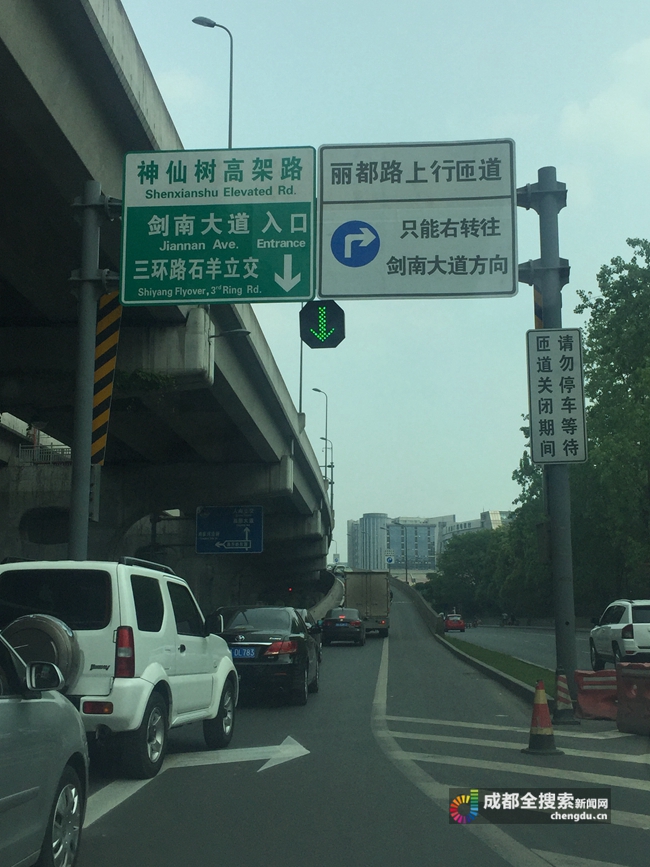 神仙树高架路
Shenxianshu Elevated Rd.
剑南大道 入口
Jiannan Ave. Entrance
三环路石羊立交
Shiyang Flyover, 3rd Ring Rd.
丽都路上行匝道
只能右转往
剑南大道方向
请勿停车等待
匝道关闭期间
DL783
Jimny
成都全搜索新闻网
chengdu.cn